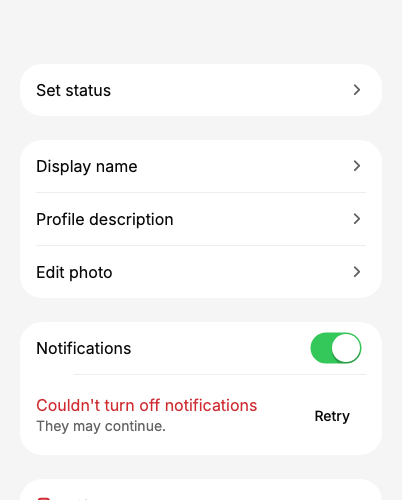 Set status
Display name
Profile description
Edit photo
Notifications
Couldn't turn off notifications
They may continue.
Retry